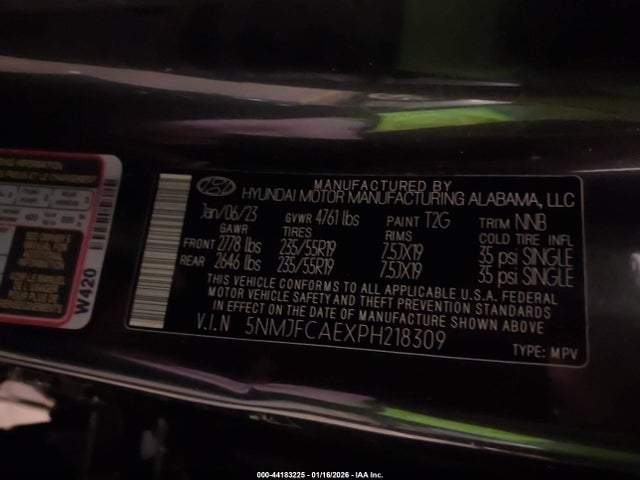 MANUFACTURED BY
HYUNDAI MOTOR MANUFACTURING ALABAMA, LLC
Jan/06/23 GVWR 4761 lbs PAINT T2G TRIM NNB
GAWR TIRES RIMS COLD TIRE INFL
FRONT 2778 lbs 235/55R19 7.5JX19 35 psi SINGLE
REAR 2646 lbs 235/55R19 7.5JX19 35 psi SINGLE
THIS VEHICLE CONFORMS TO ALL APPLICABLE U.S.A. FEDERAL
MOTOR VEHICLE SAFETY AND THEFT PREVENTION STANDARDS
IN EFFECT ON THE DATE OF MANUFACTURE SHOWN ABOVE
V.I.N 5NMJFCAEXPH218309
TYPE: MPV
W420
000-44183225 - 01/16/2026 - IAA Inc.